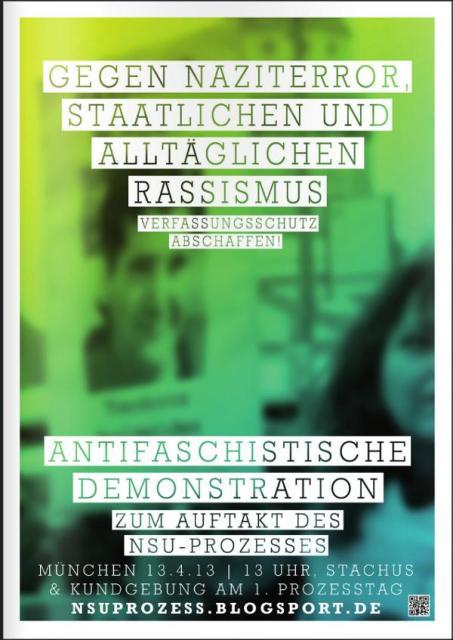 GEGEN NAZITERROR,
STAATLICHEN UND
ALLTÄGLICHEN
RASSISMUS
VERFASSUNGSSCHUTZ
ABSCHAFFEN!
ANTIFASCHISTISCHE
DEMONSTRATION
ZUM AUFTAKT DES
NSU-PROZESSES
MÜNCHEN 13.4.13 | 13 UHR, STACHUS
& KUNDGEBUNG AM 1. PROZESSTAG
NSUPROZESS.BLOGSPORT.DE